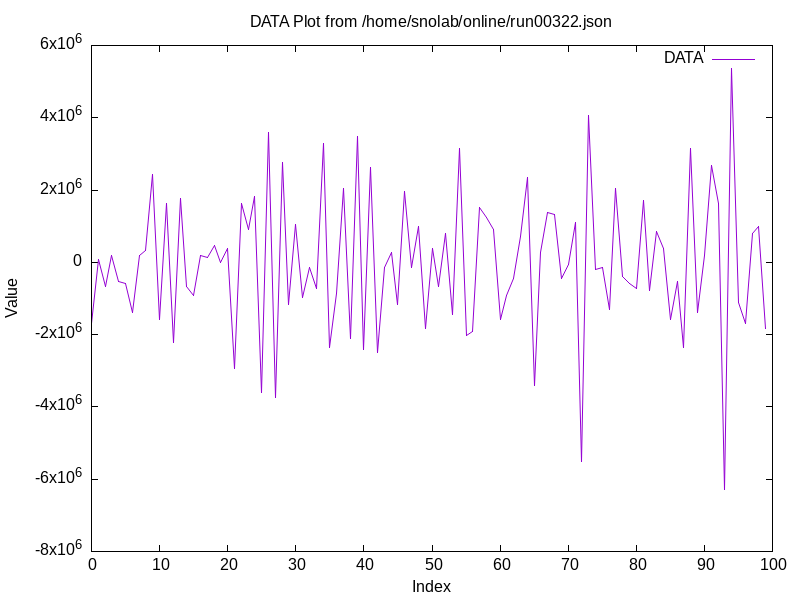 DATA Plot from /home/snolab/online/run00322.json
6x10^6
4x10^6
2x10^6
0
-2x10^6
-4x10^6
-6x10^6
-8x10^6
Value
DATA
0 10 20 30 40 50 60 70 80 90 100
Index